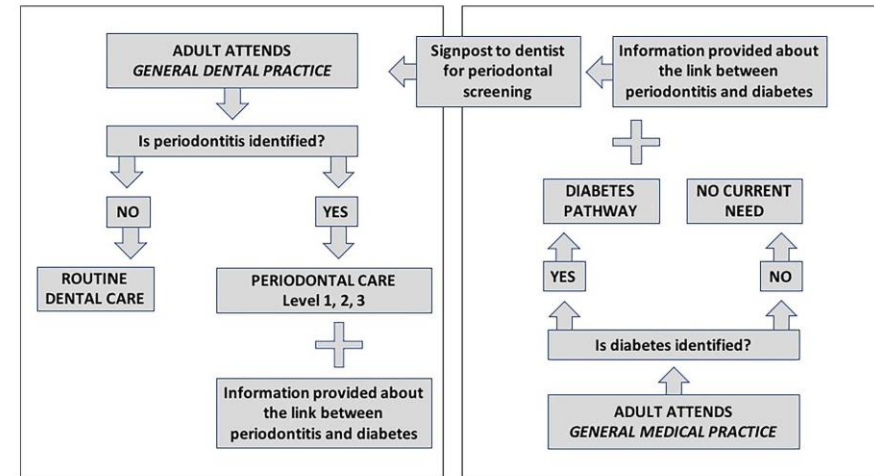 ADULT ATTENDS
GENERAL DENTAL PRACTICE
Is periodontitis identified?
NO
YES
ROUTINE
DENTAL CARE
PERIODONTAL CARE
Level 1, 2, 3
Information provided about
the link between
periodontitis and diabetes
Signpost to dentist
for periodontal
screening
Information provided about
the link between
periodontitis and diabetes
DIABETES
PATHWAY
NO CURRENT
NEED
YES
NO
Is diabetes identified?
ADULT ATTENDS
GENERAL MEDICAL PRACTICE